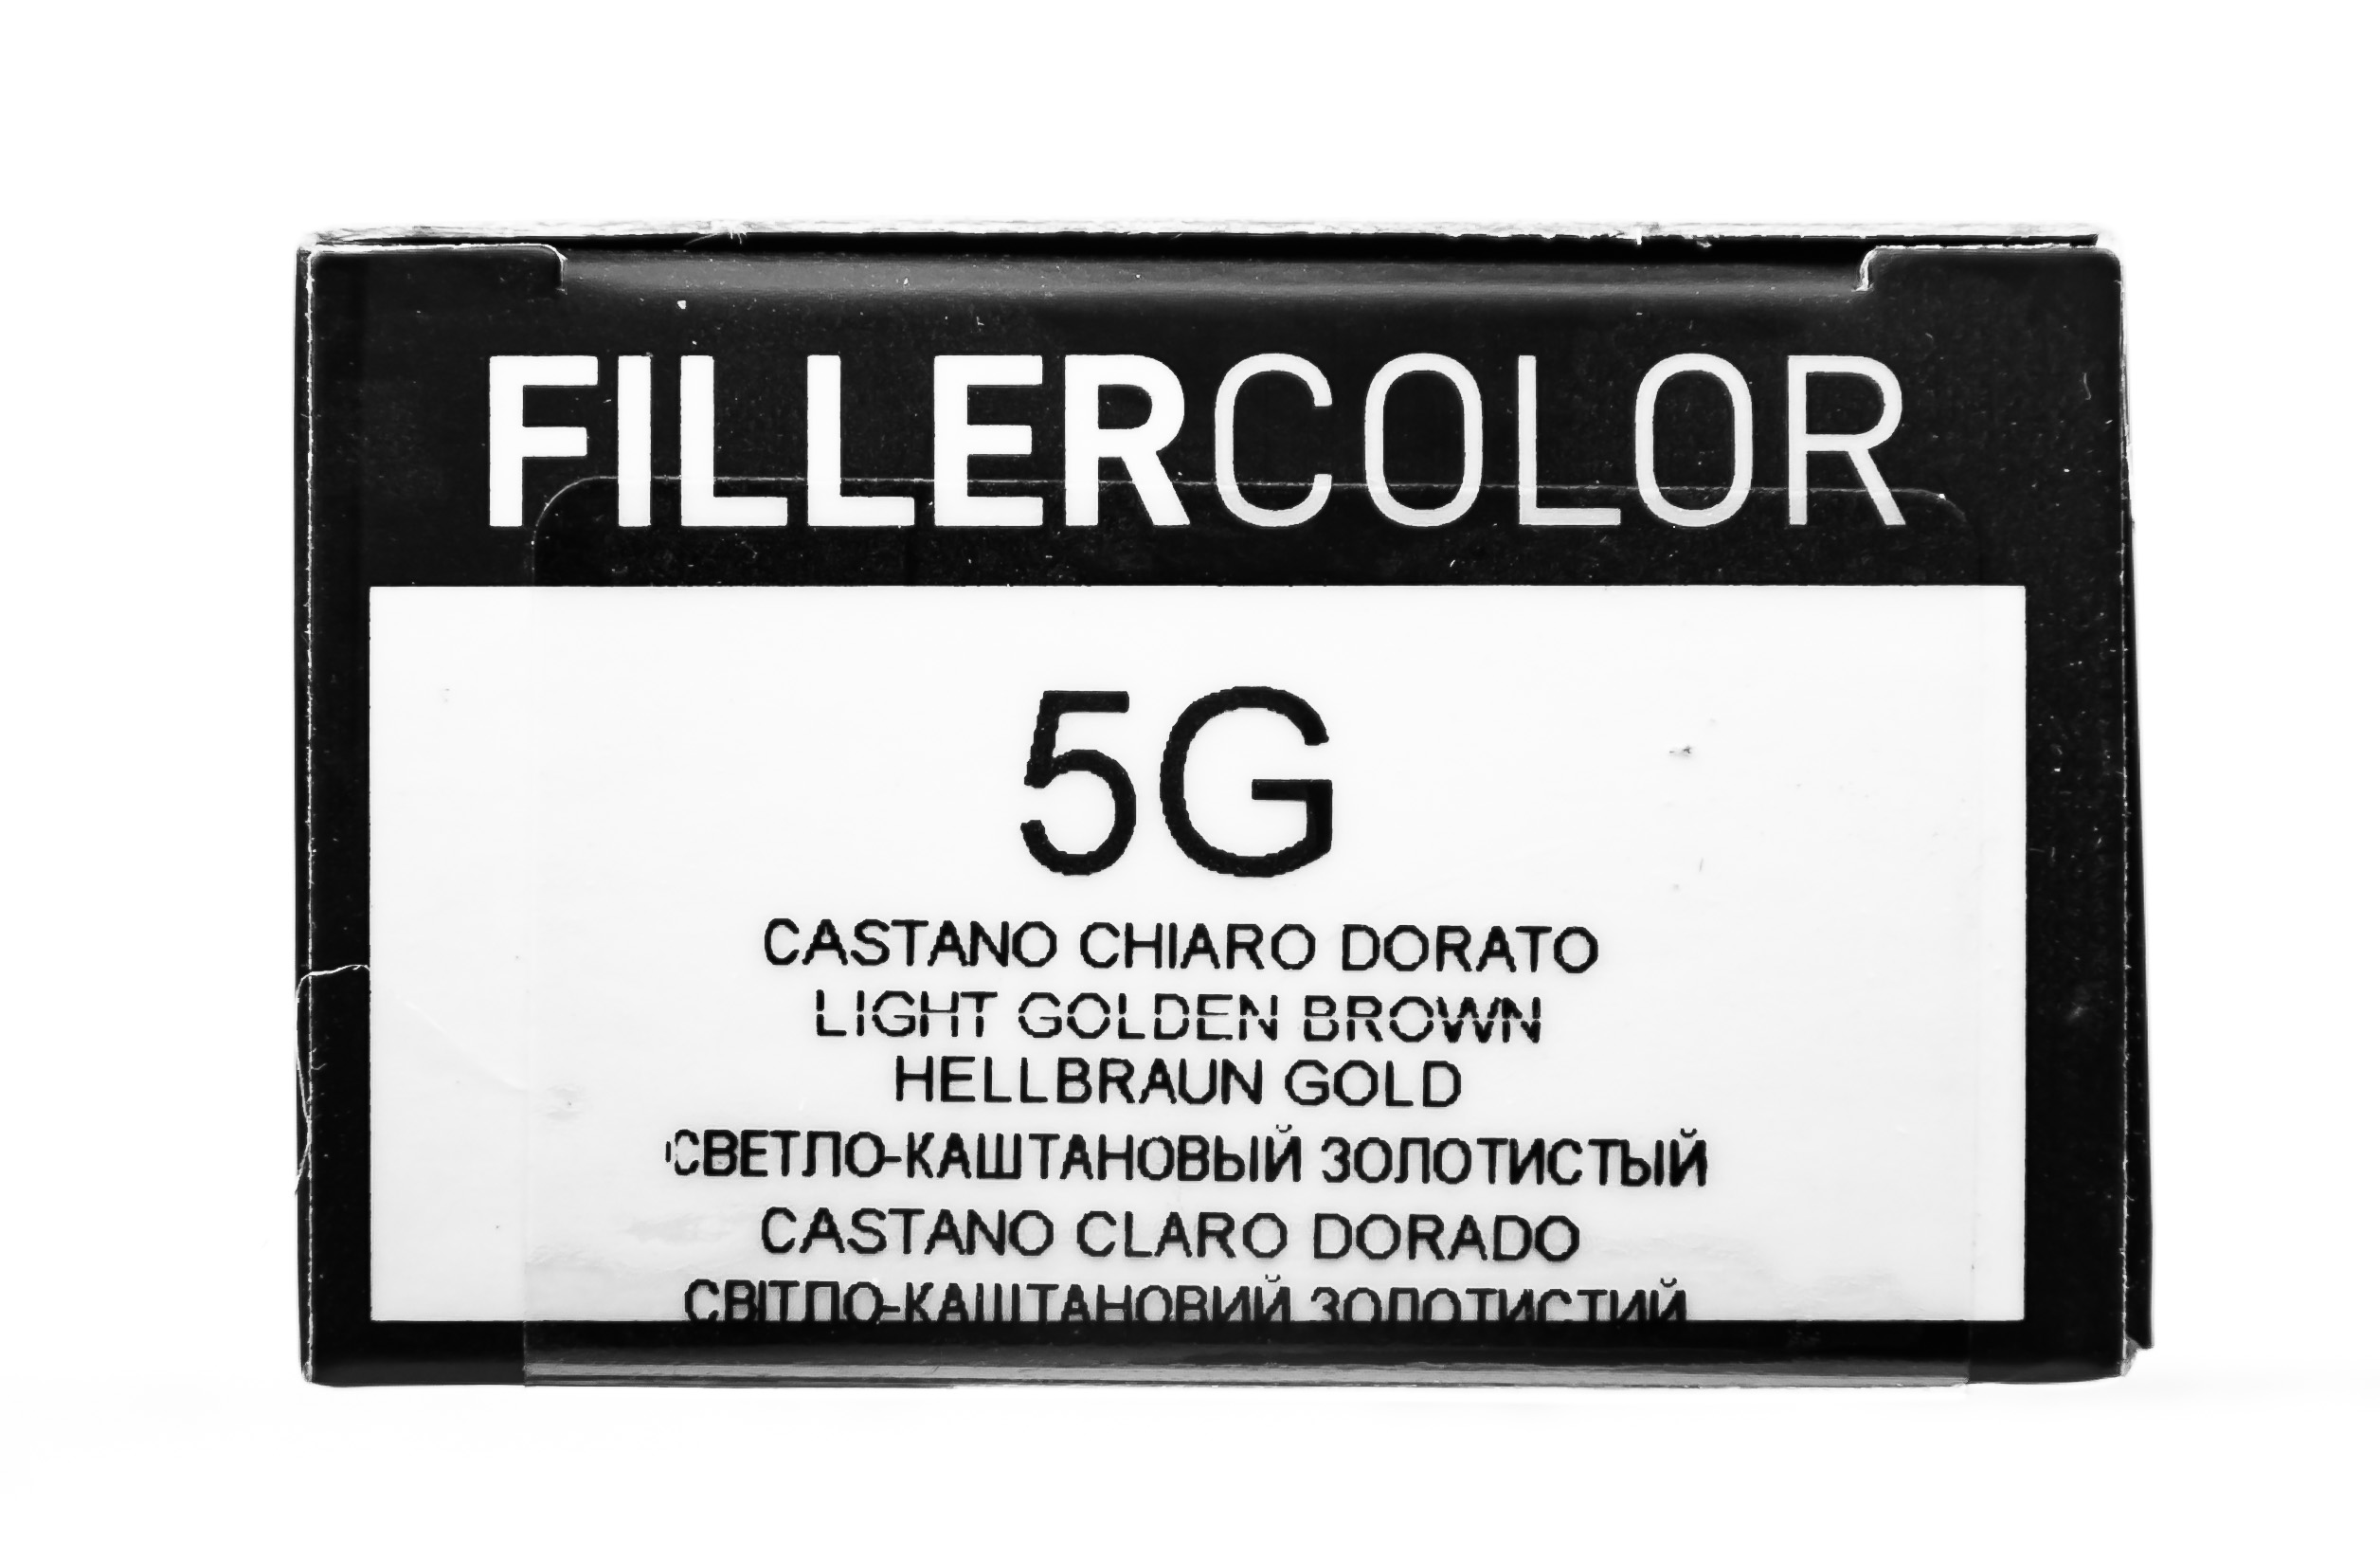 FILLERCOLOR
5G
CASTANO CHIARO DORATO
LIGHT GOLDEN BROWN
HELLBRAUN GOLD
СВЕТЛО-КАШТАНОВЫЙ ЗОЛОТИСТЫЙ
CASTANO CLARO DORADO
СВІТЛО-КАШТАНОВИЙ ЗОЛОТИСТИЙ